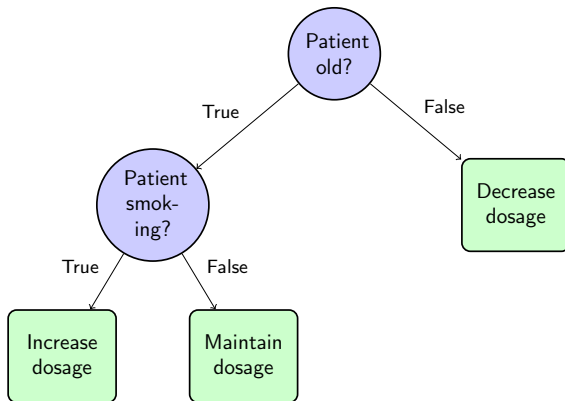 Patient
old?
True
False
Patient
smok-
ing?
Decrease
dosage
True
False
Increase
dosage
Maintain
dosage